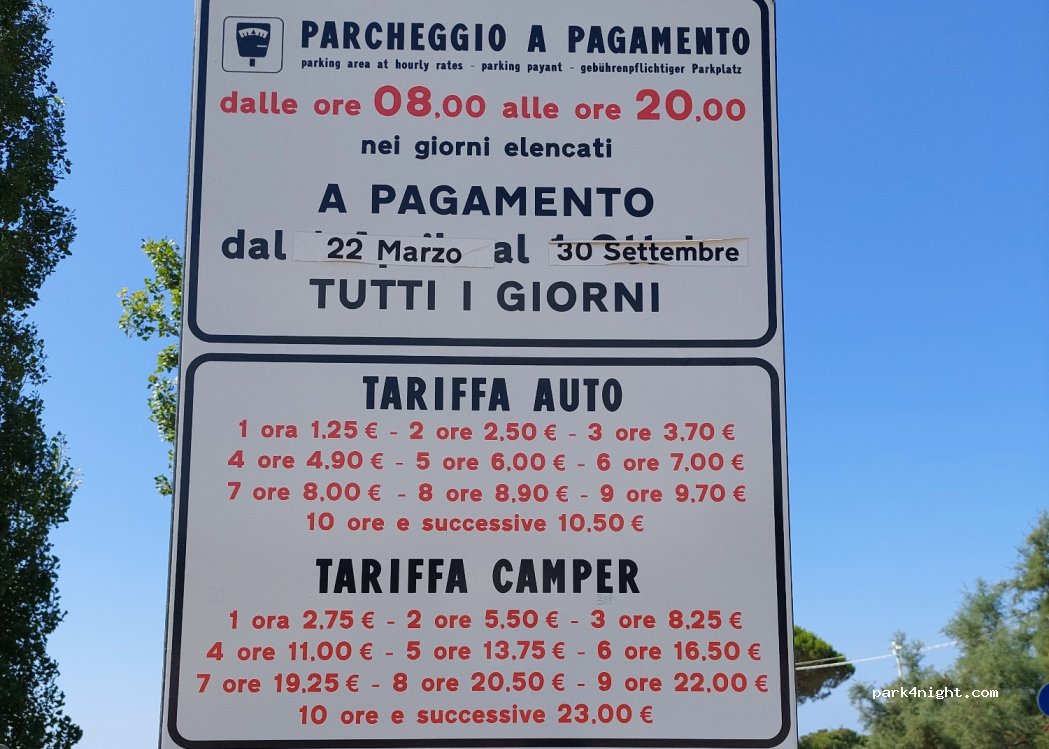 PARCHEGGIO A PAGAMENTO
parking area at hourly rates - parking payant - gebührenpflichtiger Parkplatz
dalle ore 08,00 alle ore 20,00
nei giorni elencati
A PAGAMENTO
dal 22 Marzo al 30 Settembre
TUTTI I GIORNI
TARIFFA AUTO
1 ora 1,25 € - 2 ore 2,50 € - 3 ore 3,70 €
4 ore 4,90 € - 5 ore 6,00 € - 6 ore 7,00 €
7 ore 8,00 € - 8 ore 8,90 € - 9 ore 9,70 €
10 ore e successive 10,50 €
TARIFFA CAMPER
1 ora 2,75 € - 2 ore 5,50 € - 3 ore 8,25 €
4 ore 11,00 € - 5 ore 13,75 € - 6 ore 16,50 €
7 ore 19,25 € - 8 ore 20,50 € - 9 ore 22,00 €
10 ore e successive 23,00 €
park4night.com